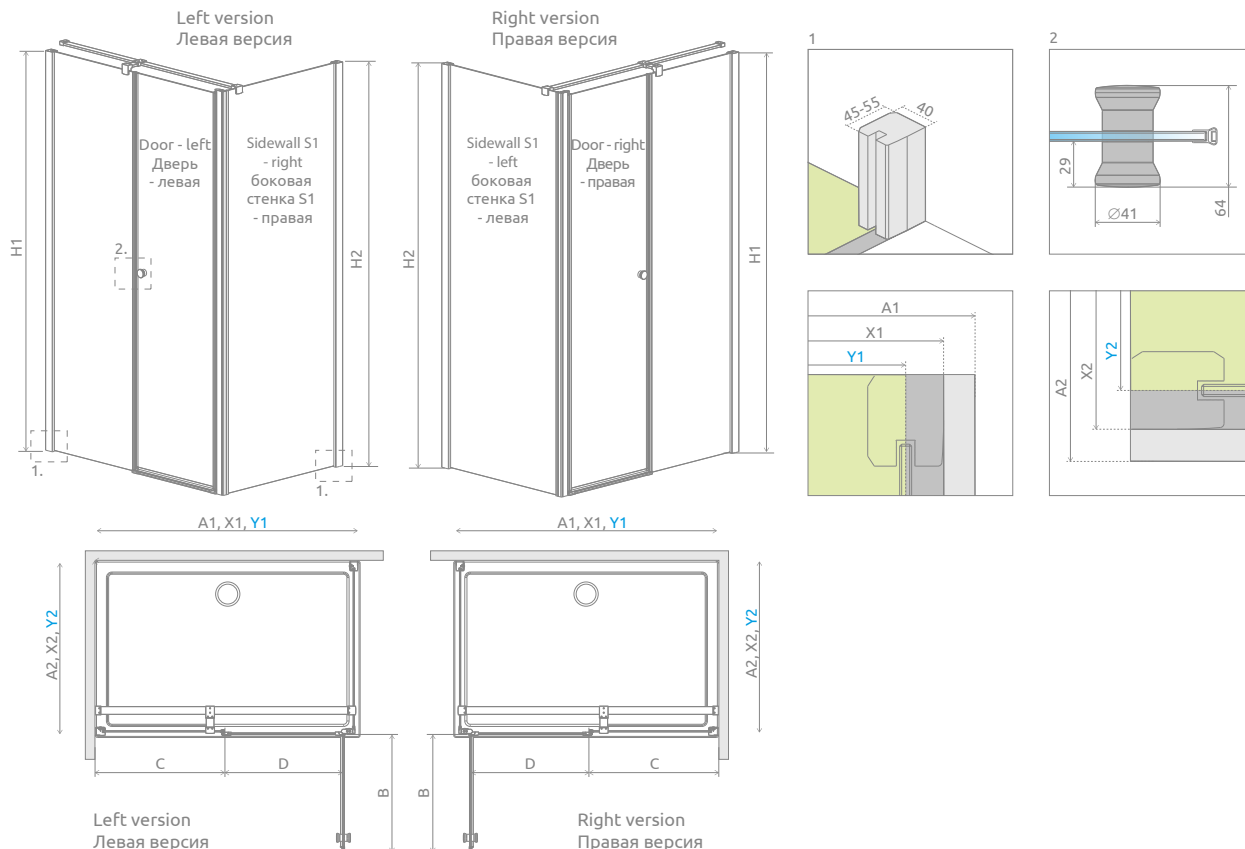 Left version
Левая версия
Right version
Правая версия
1
2
H1
Door - left
Дверь
- левая
Sidewall S1
- right
боковая
стенка S1
- правая
2.
1.
1.
H2
H2
Sidewall S1
- left
боковая
стенка S1
- левая
Door - right
Дверь
- правая
H1
45-55
40
29
Ø41
64
A1
X1
Y1
A2
X2
Y2
A1, X1, Y1
A1, X1, Y1
A2, X2, Y2
A2, X2, Y2
C
D
B
B
D
C
Left version
Левая версия
Right version
Правая версия